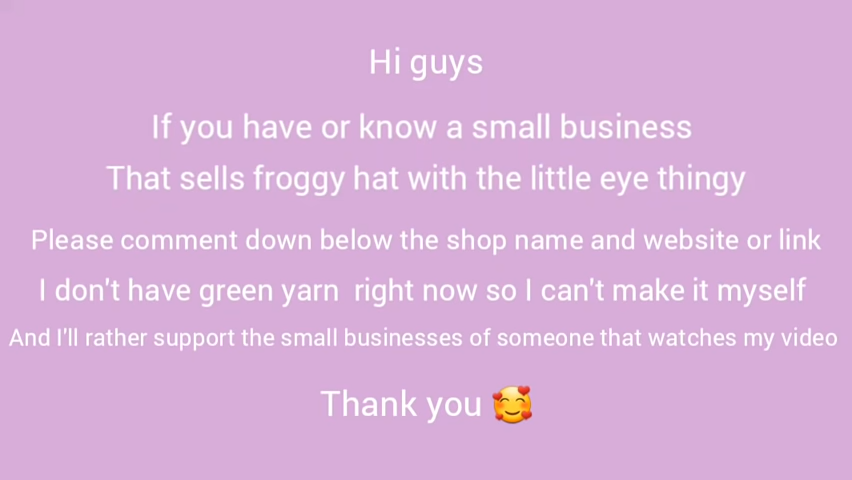 Hi guys
If you have or know a small business
That sells froggy hat with the little eye thingy
Please comment down below the shop name and website or link
I don't have green yarn  right now so I can't make it myself
And I'll rather support the small businesses of someone that watches my video
Thank you 🥰